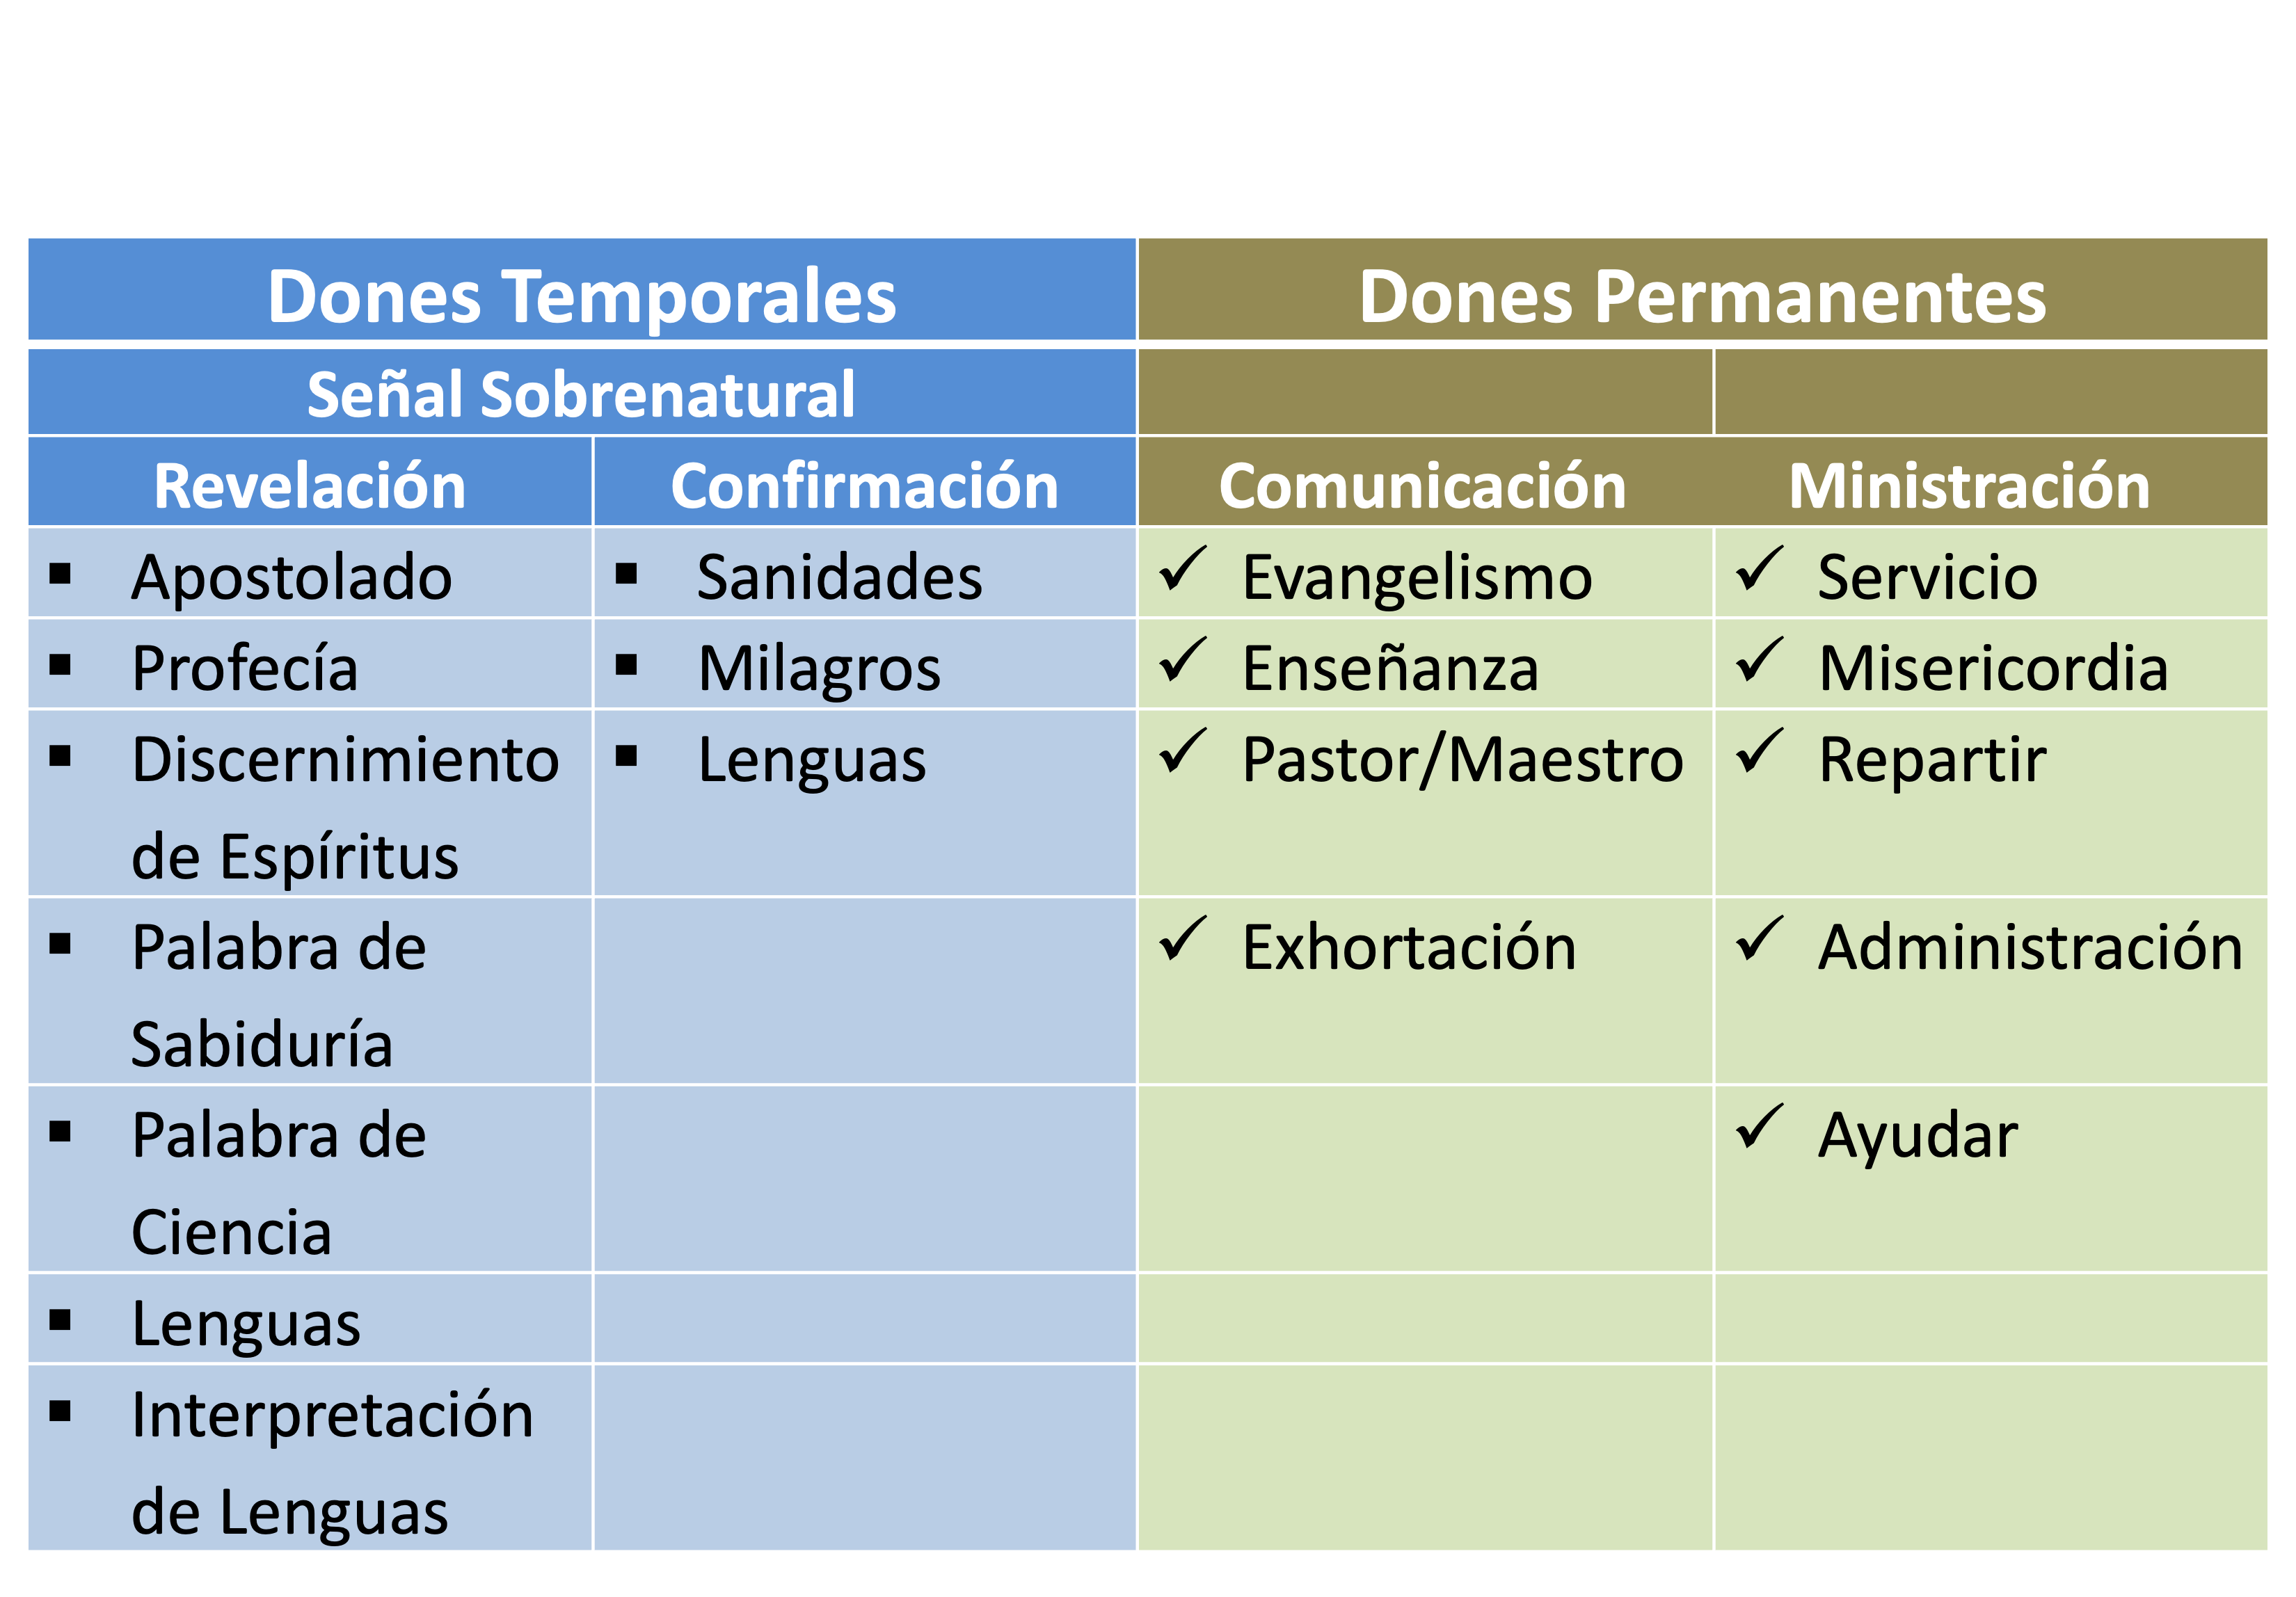 Dones Temporales Dones Permanentes
Señal Sobrenatural
Revelación Confirmación Comunicación Ministración
▪ Apostolado ▪ Sanidades ✓ Evangelismo ✓ Servicio
▪ Profecía ▪ Milagros ✓ Enseñanza ✓ Misericordia
▪ Discernimiento ▪ Lenguas ✓ Pastor/Maestro ✓ Repartir
de Espíritus
▪ Palabra de ✓ Exhortación ✓ Administración
Sabiduría
▪ Palabra de ✓ Ayudar
Ciencia
▪ Lenguas
▪ Interpretación
de Lenguas